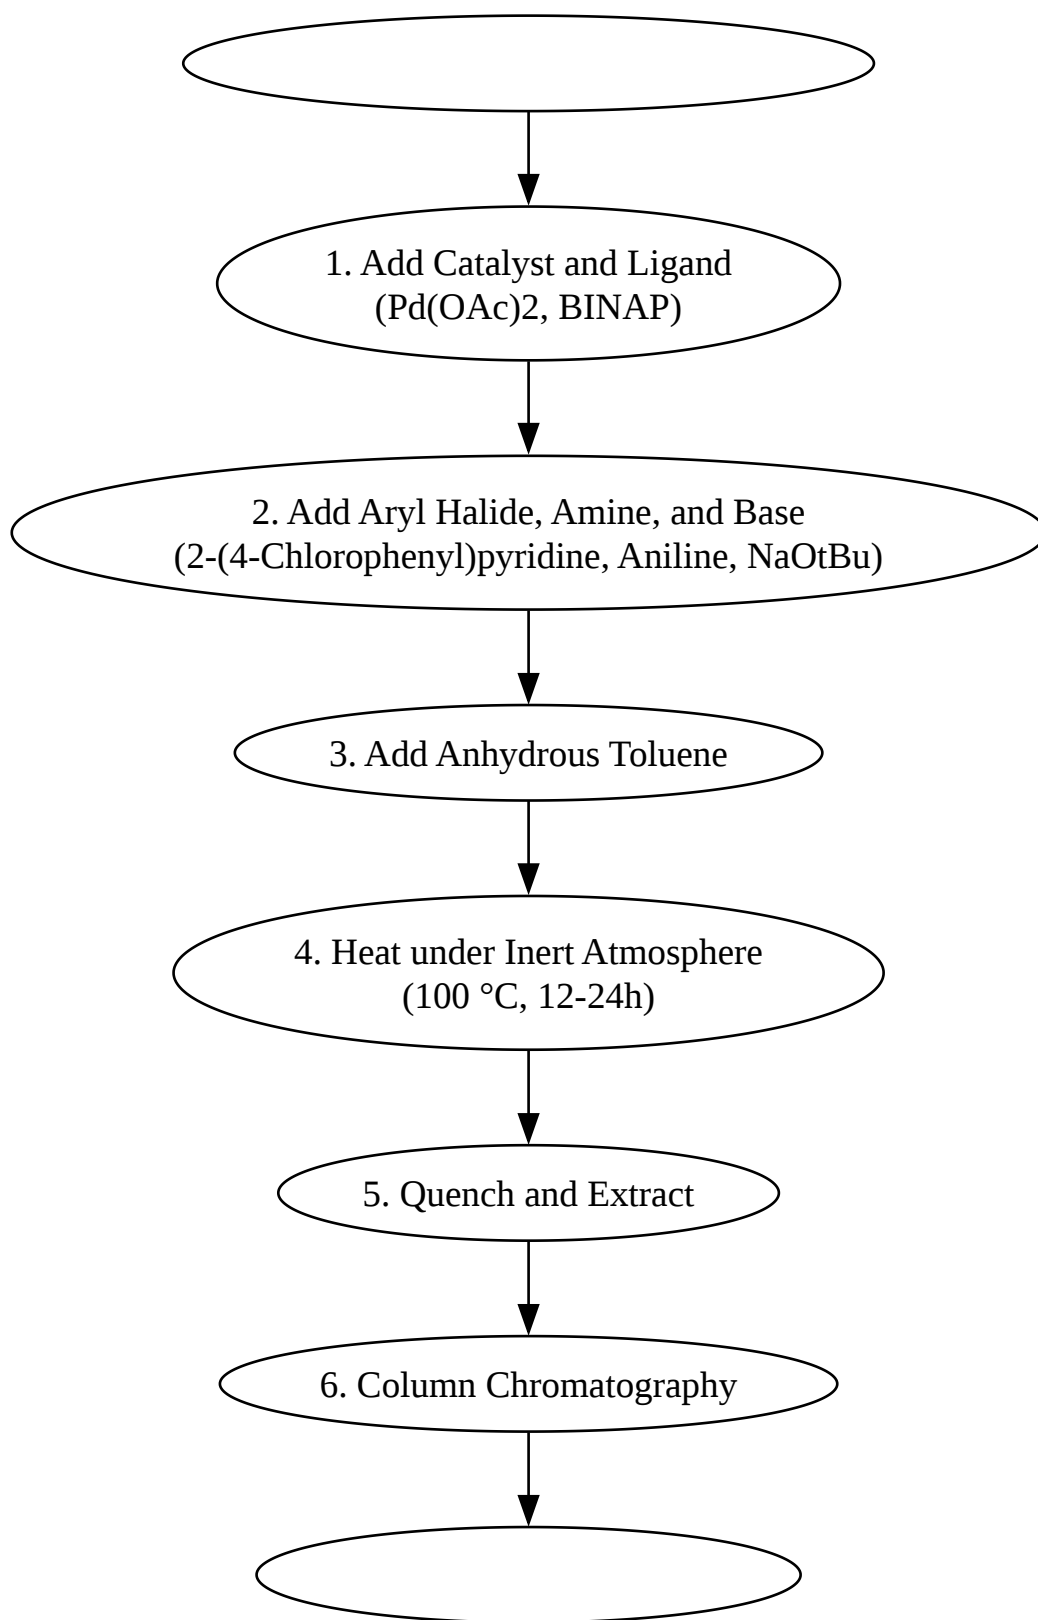 1. Add Catalyst and Ligand
(Pd(OAc)2, BINAP)
2. Add Aryl Halide, Amine, and Base
(2-(4-Chlorophenyl)pyridine, Aniline, NaOtBu)
3. Add Anhydrous Toluene
4. Heat under Inert Atmosphere
(100 °C, 12-24h)
5. Quench and Extract
6. Column Chromatography